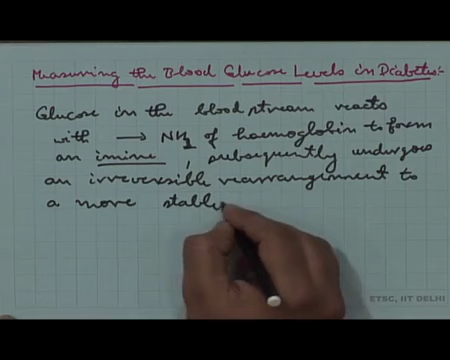 Measuring the Blood Glucose Levels in Diabetes:-
Glucose in the blood stream reacts
with → NH2 of haemoglobin to form
an imine, subsequently undergoes
an irreversible rearrangement to
a more stable
ETSC, IIT DELHI